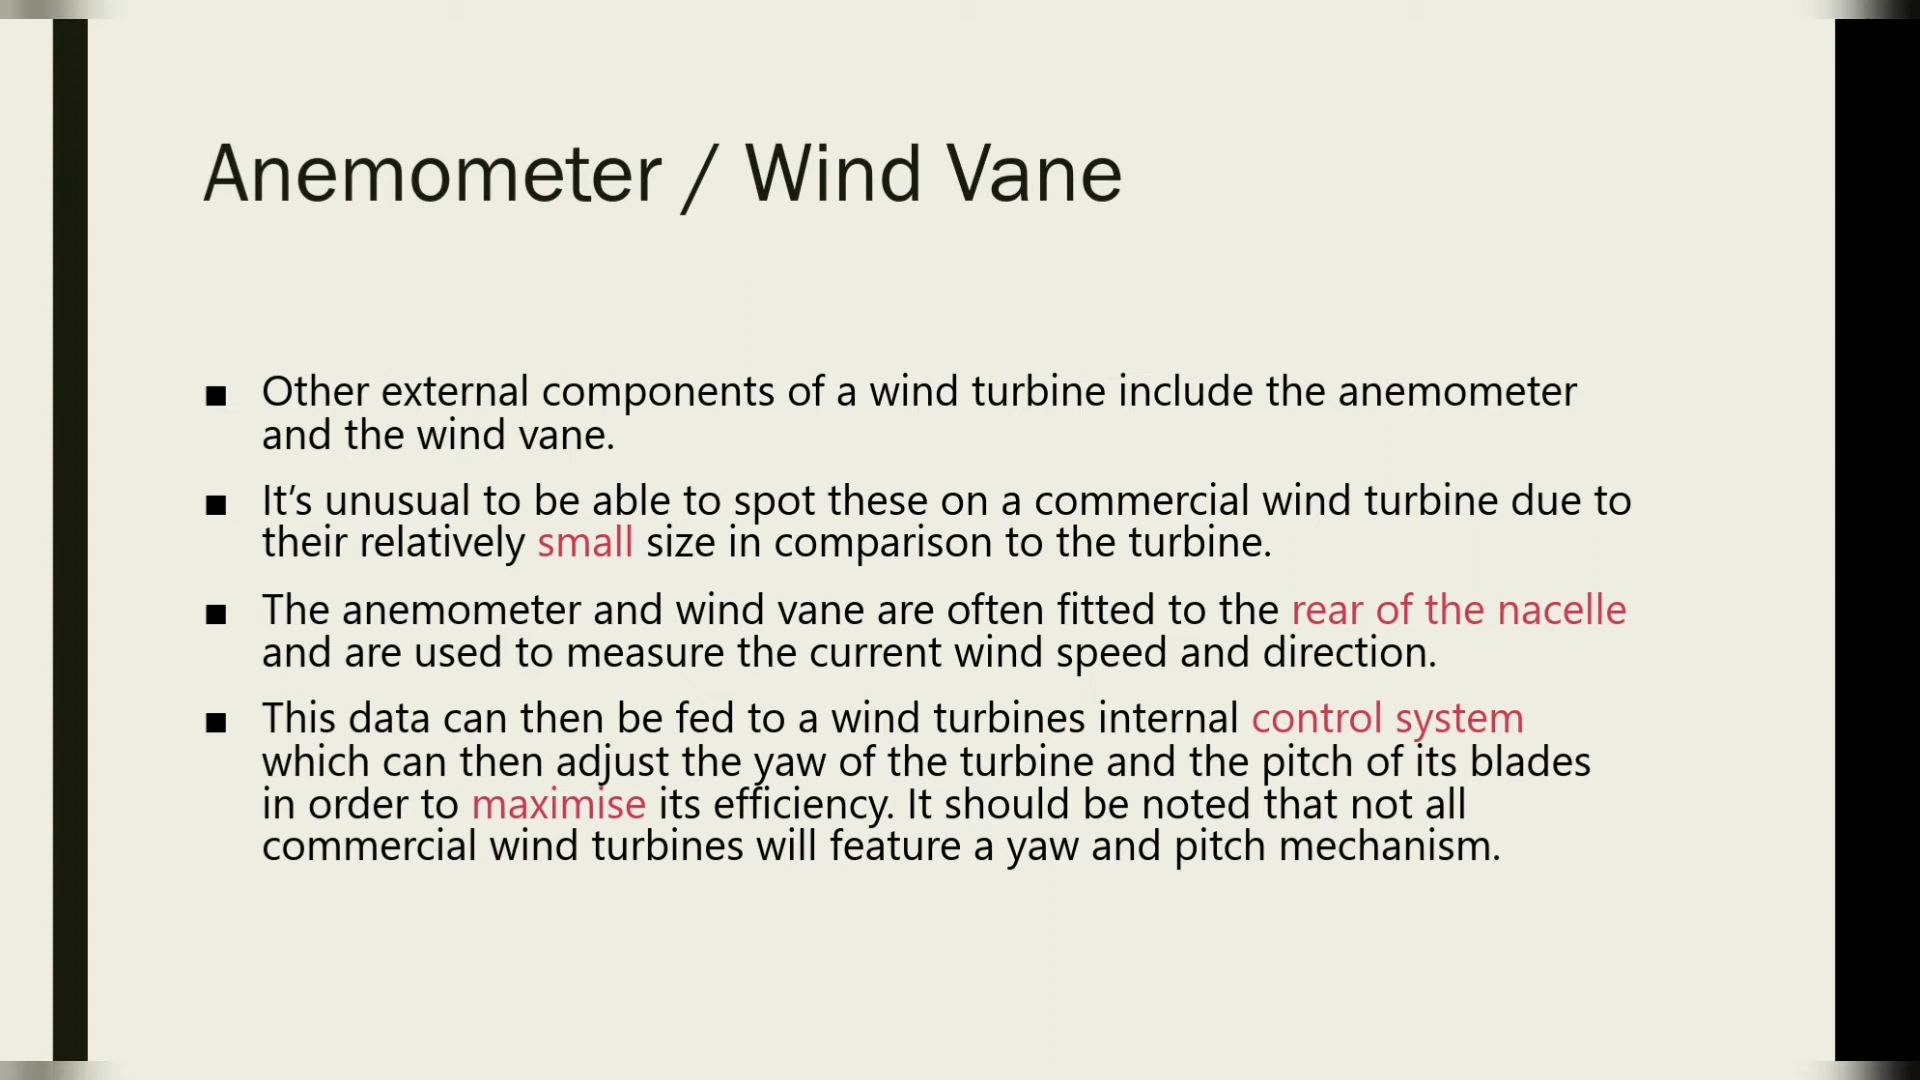 Anemometer / Wind Vane
■ Other external components of a wind turbine include the anemometer
and the wind vane.
■ It’s unusual to be able to spot these on a commercial wind turbine due to
their relatively small size in comparison to the turbine.
■ The anemometer and wind vane are often fitted to the rear of the nacelle
and are used to measure the current wind speed and direction.
■ This data can then be fed to a wind turbines internal control system
which can then adjust the yaw of the turbine and the pitch of its blades
in order to maximise its efficiency. It should be noted that not all
commercial wind turbines will feature a yaw and pitch mechanism.